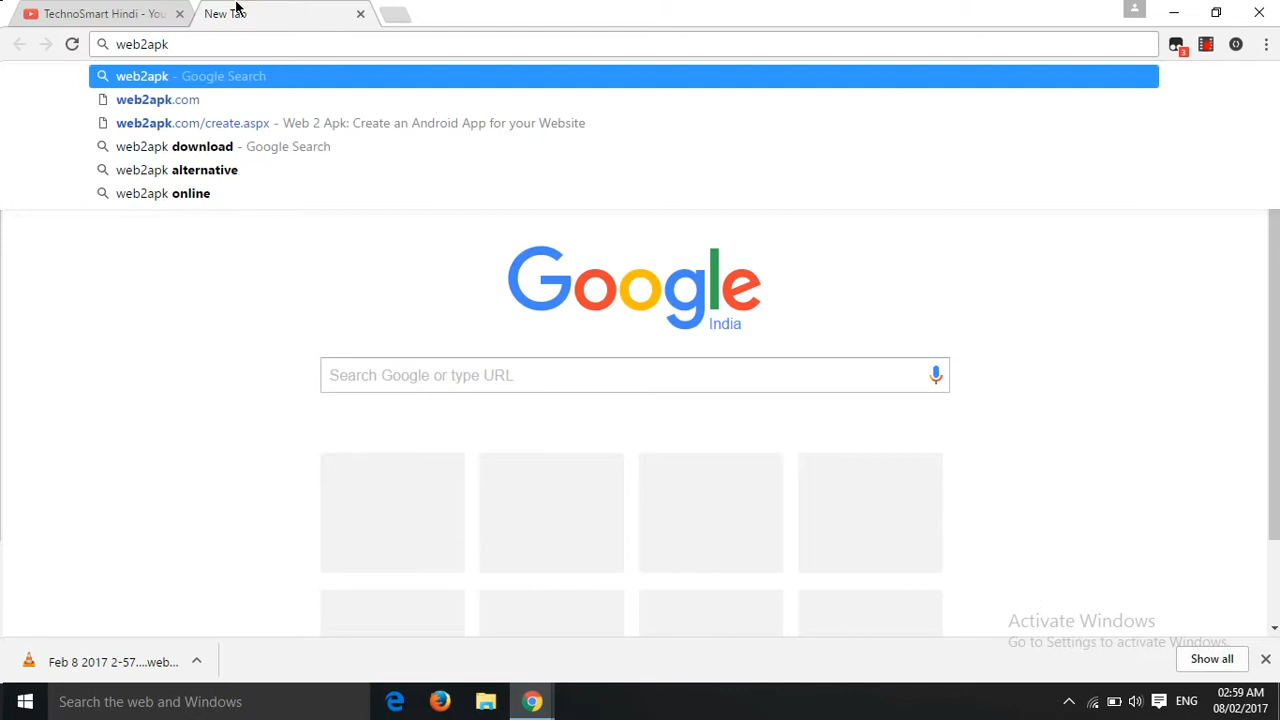 TechnoSmart Hindi - You
New Tab
web2apk
web2apk - Google Search
web2apk.com
web2apk.com/create.aspx - Web 2 Apk: Create an Android App for your Website
web2apk download - Google Search
web2apk alternative
web2apk online
Google
India
Search Google or type URL
Activate Windows
Go to Settings to activate Windows.
Feb 8 2017 2-57....web...
Show all
Search the web and Windows
3
ENG
02:59 AM
08/02/2017